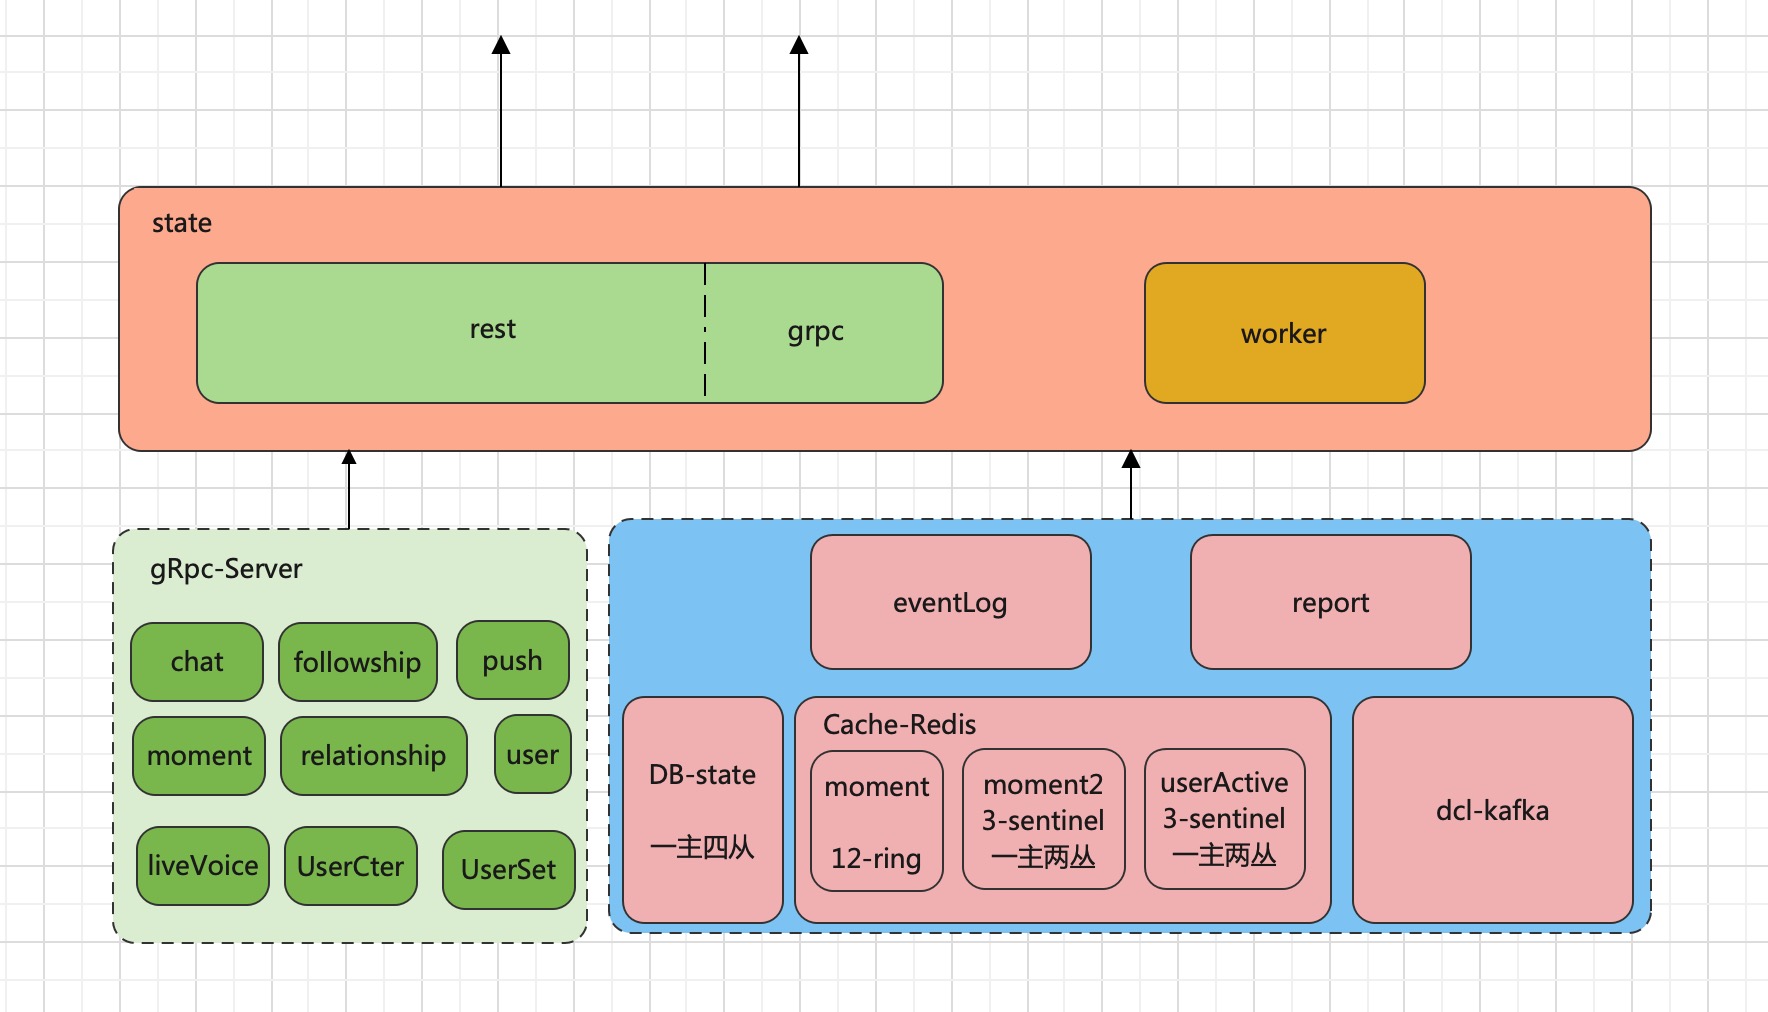 state
rest
grpc
worker
gRpc-Server
chat
followship
push
moment
relationship
user
liveVoice
UserCter
UserSet
eventLog
report
DB-state
一主四从
Cache-Redis
moment
12-ring
moment2
3-sentinel
一主两丛
userActive
3-sentinel
一主两丛
dcl-kafka